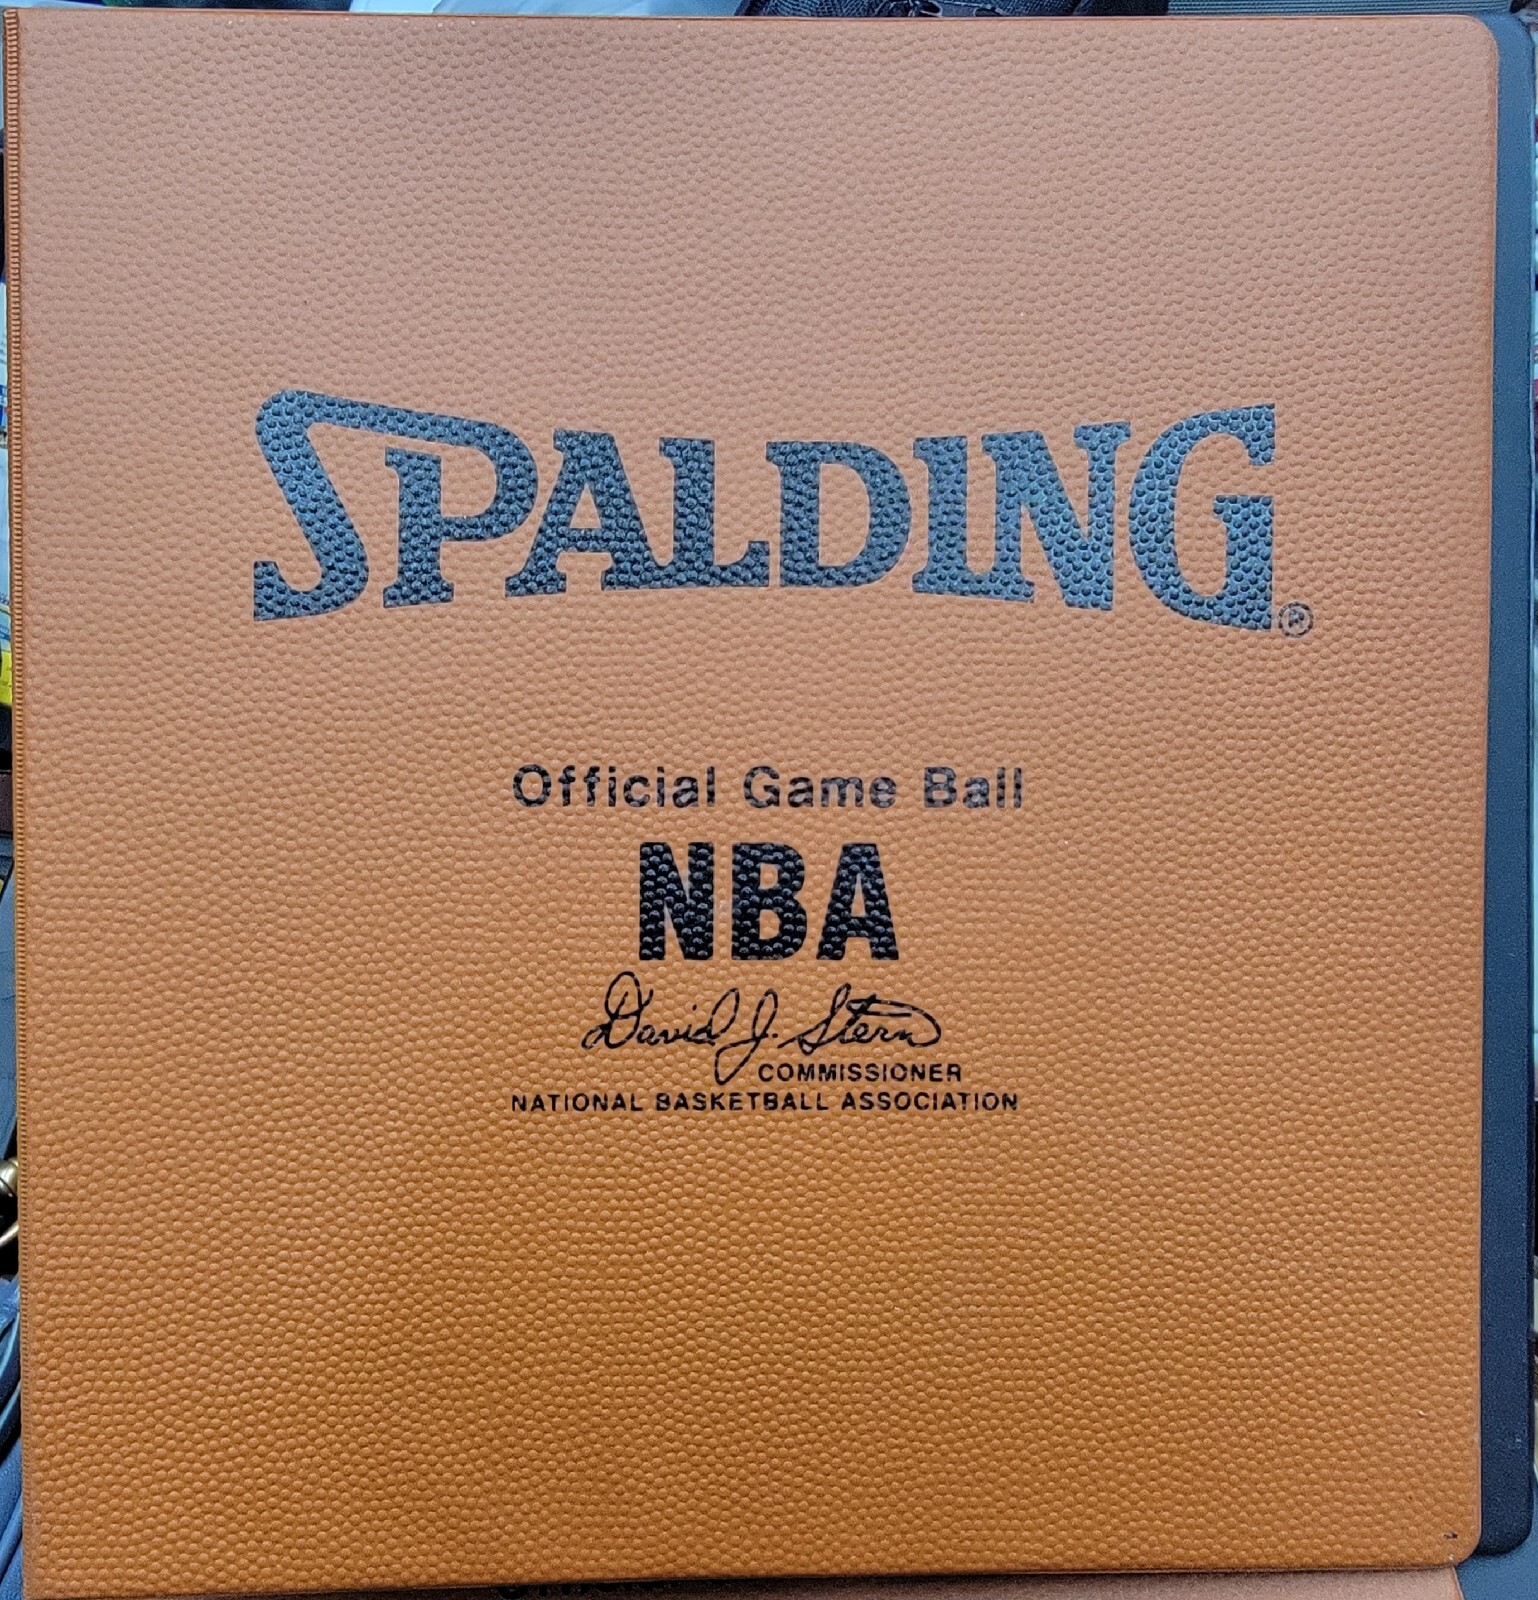 SPALDING®
Official Game Ball
NBA
David J. Stern
COMMISSIONER
NATIONAL BASKETBALL ASSOCIATION